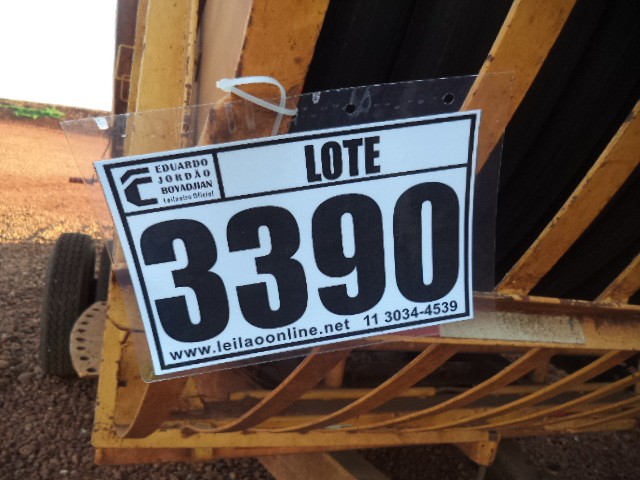 EDUARDO
JORDÃO
BOYADJIAN
Leiloeiro Oficial
LOTE
3390
www.leilaoonline.net 11 3034-4539